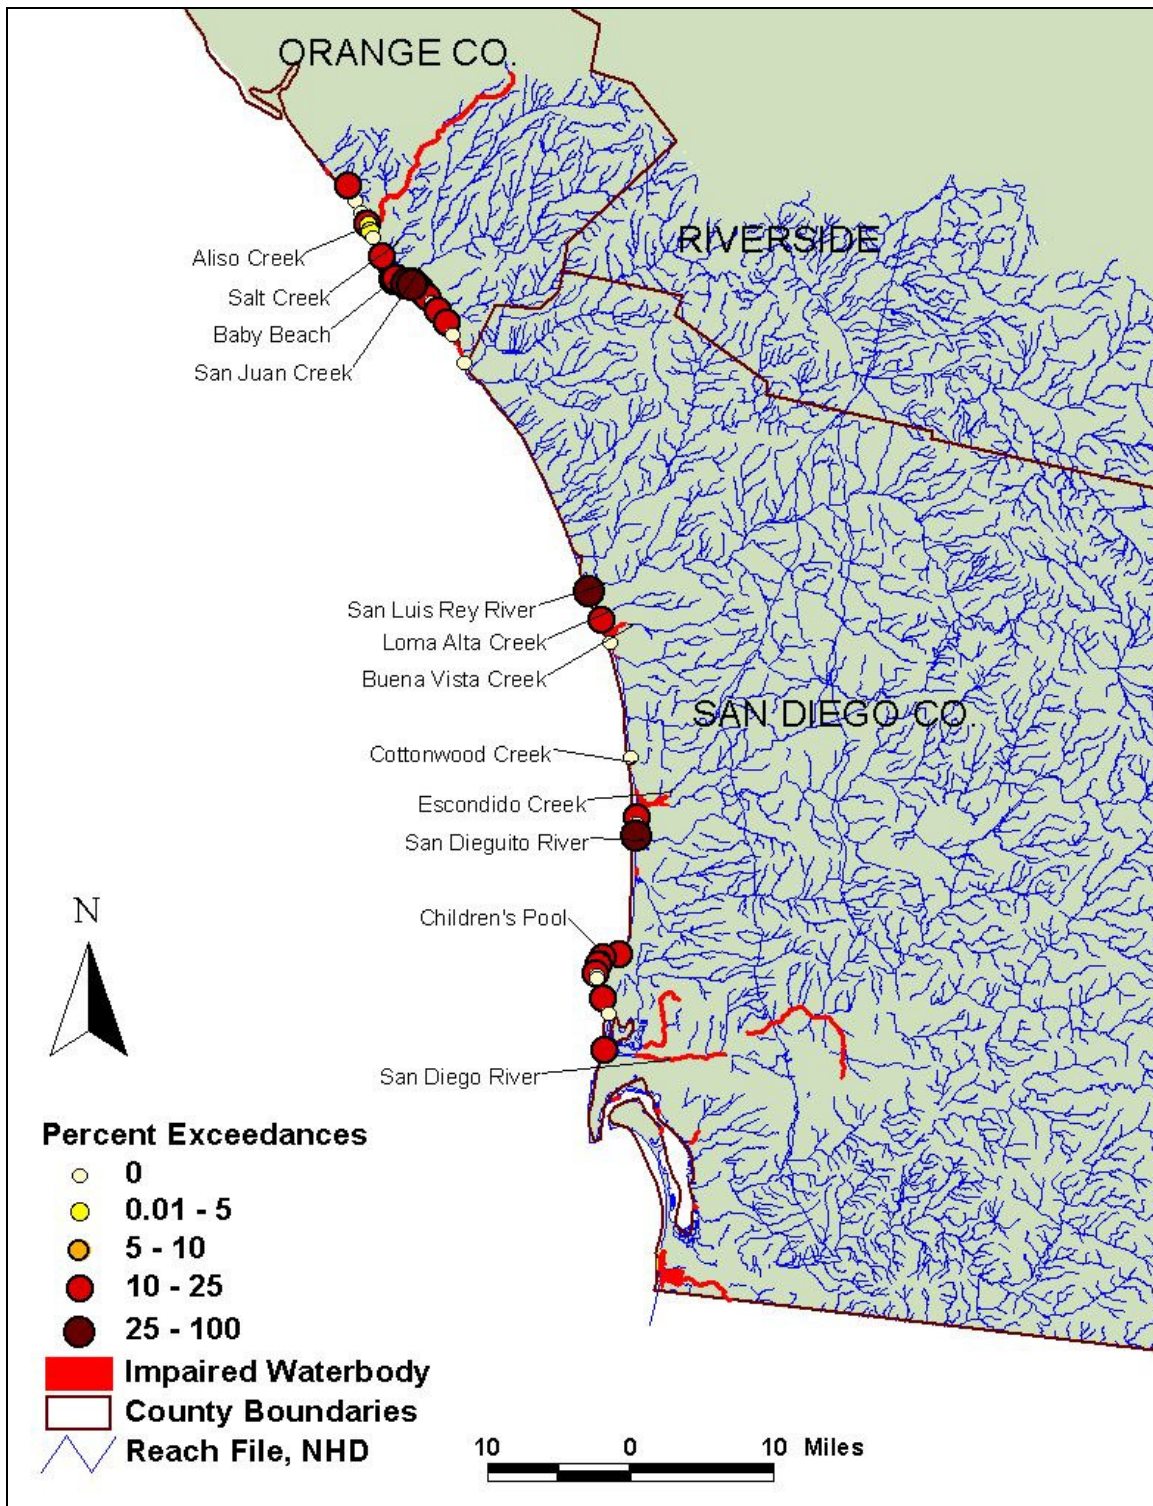 ORANGE CO.
RIVERSIDE
Aliso Creek
Salt Creek
Baby Beach
San Juan Creek
San Luis Rey River
Loma Alta Creek
Buena Vista Creek
SAN DIEGO CO.
Cottonwood Creek
Escondido Creek
San Dieguito River
Children's Pool
N
San Diego River
Percent Exceedances
0
0.01 - 5
5 - 10
10 - 25
25 - 100
Impaired Waterbody
County Boundaries
Reach File, NHD
10 0 10 Miles